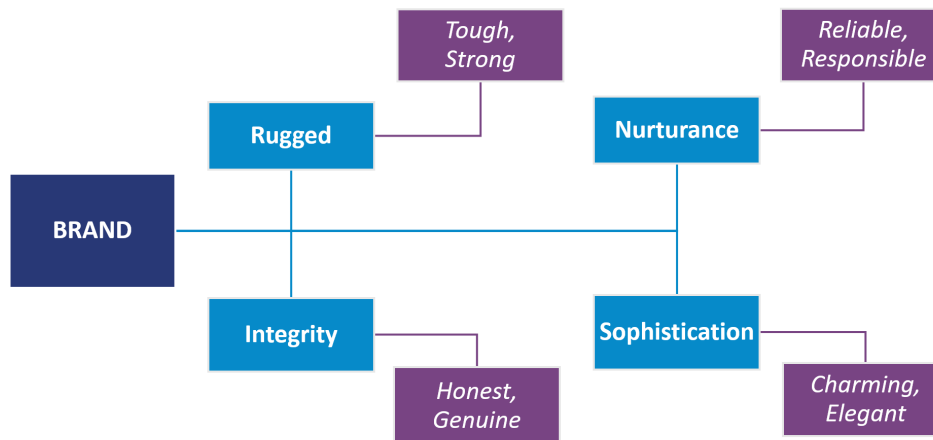 Tough,
Strong
Reliable,
Responsible
Rugged
Nurturance
BRAND
Integrity
Sophistication
Honest,
Genuine
Charming,
Elegant